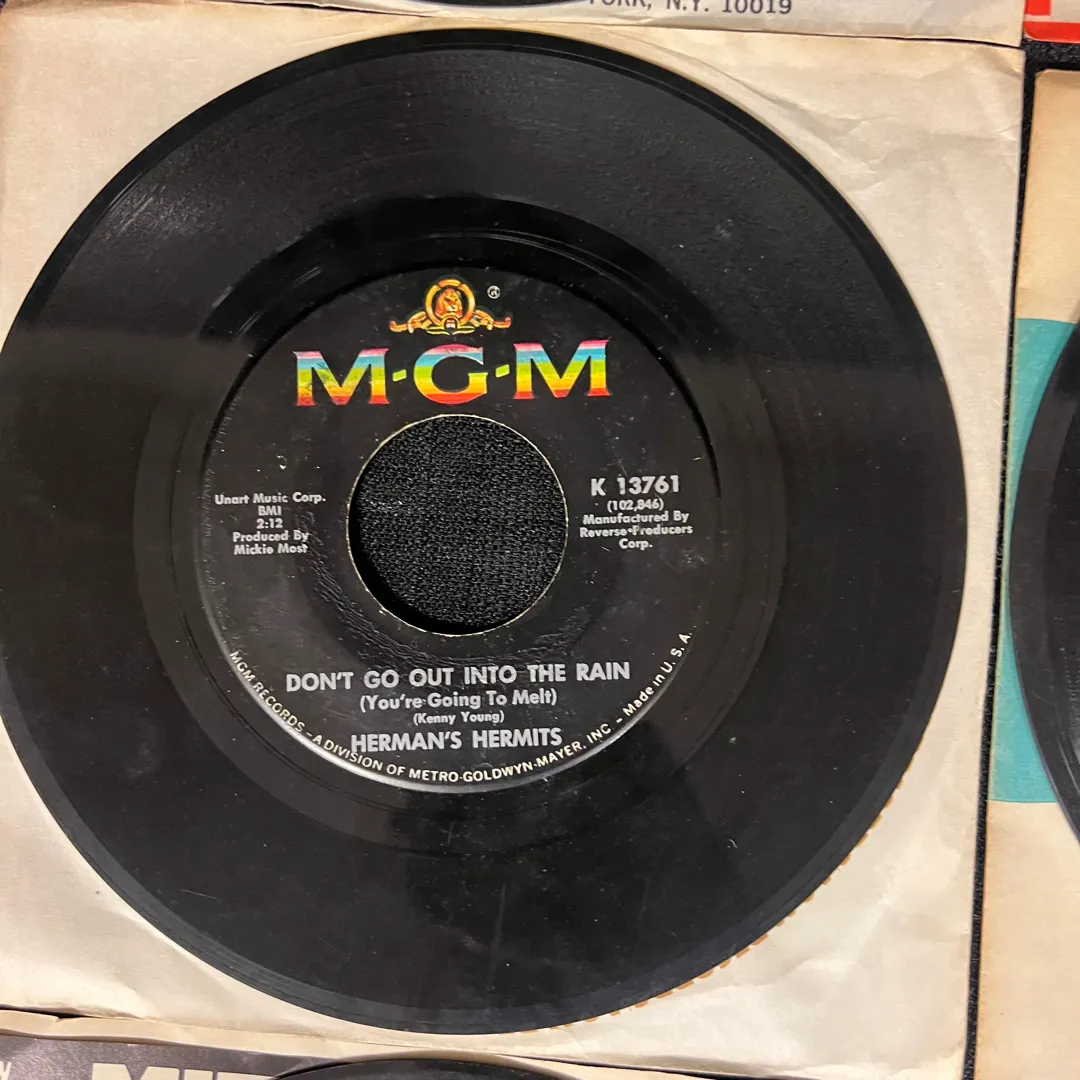 YORK, N.Y. 10019
®
M·G·M
Unart Music Corp.
BMI
2:12
Produced By
Mickie Most
K 13761
(102,846)
Manufactured By
Reverse•Producers
Corp.
DON'T GO OUT INTO THE RAIN
(You're Going To Melt)
(Kenny Young)
HERMAN'S HERMITS
MGM RECORDS - A DIVISION OF METRO-GOLDWYN-MAYER, INC - Made in U.S.A.